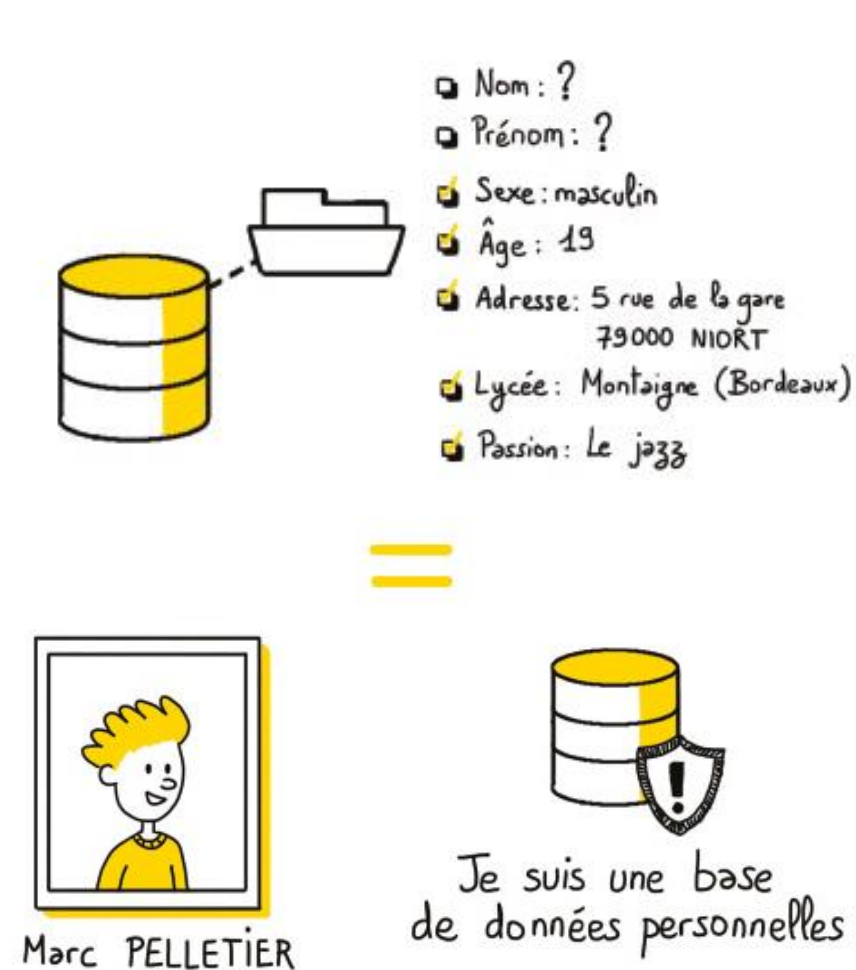 Nom : ?
Prénom : ?
Sexe : masculin
Âge : 19
Adresse : 5 rue de la gare
79000 NIORT
Lycée : Montaigne (Bordeaux)
Passion : Le jazz
=
Marc PELLETIER
Je suis une base
de données personnelles
!